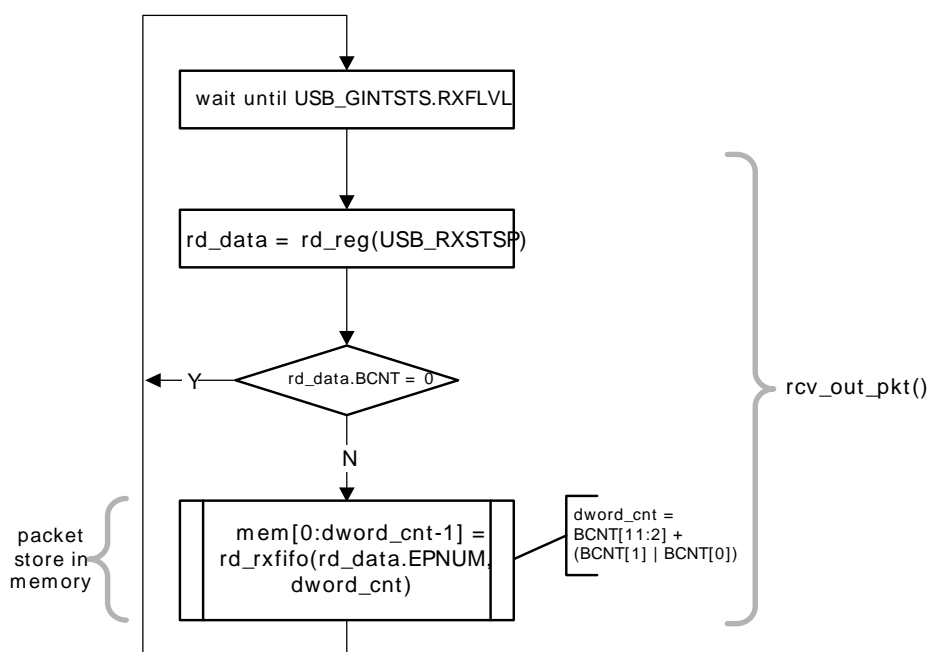 wait until USB_GINTSTS.RXFLVL
rd_data = rd_reg(USB_RXSTSP)
rd_data.BCNT = 0
Y
rcv_out_pkt()
N
packet
store in
memory
mem[0:dword_cnt-1] =
rd_rxfifo(rd_data.EPNUM,
dword_cnt)
dword_cnt =
BCNT[11:2] +
(BCNT[1] | BCNT[0])